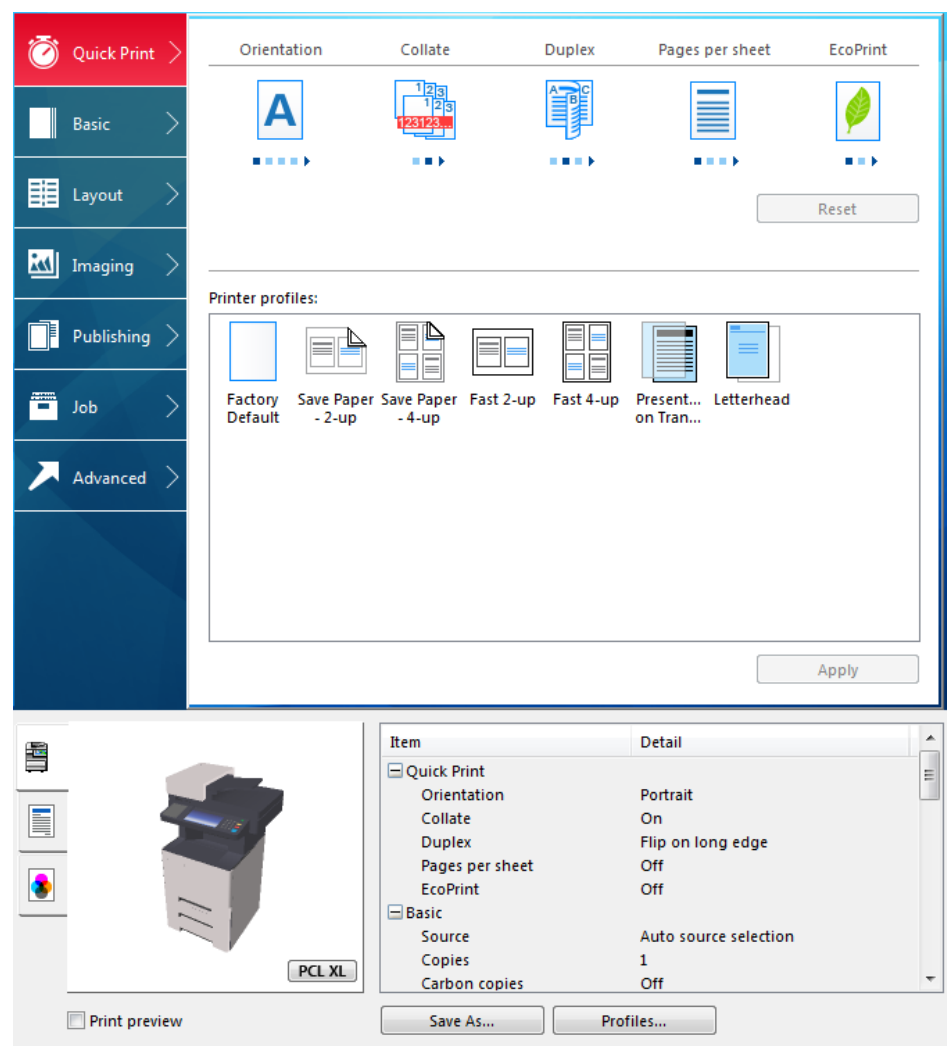 Quick Print
Basic
Layout
Imaging
Publishing
Job
Advanced
Orientation Collate Duplex Pages per sheet EcoPrint
A
123
123
123123...
A B C
Reset
Printer profiles:
Factory Default
Save Paper - 2-up
Save Paper - 4-up
Fast 2-up
Fast 4-up
Present... on Tran...
Letterhead
Apply
PCL XL
Print preview
Item Detail
Quick Print
Orientation Portrait
Collate On
Duplex Flip on long edge
Pages per sheet Off
EcoPrint Off
Basic
Source Auto source selection
Copies 1
Carbon copies Off
Save As... Profiles...